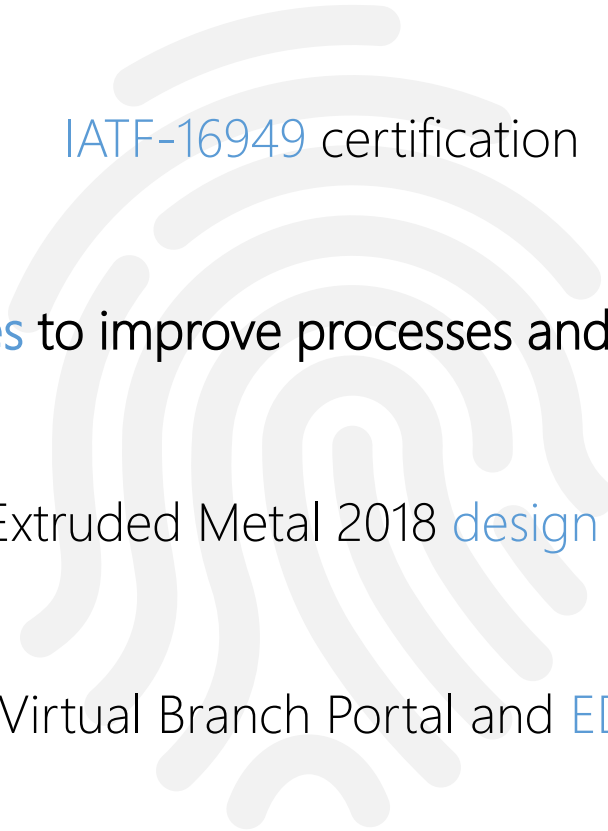 IATF-16949 certification
to improve processes and
Extruded Metal 2018 design
Virtual Branch Portal and